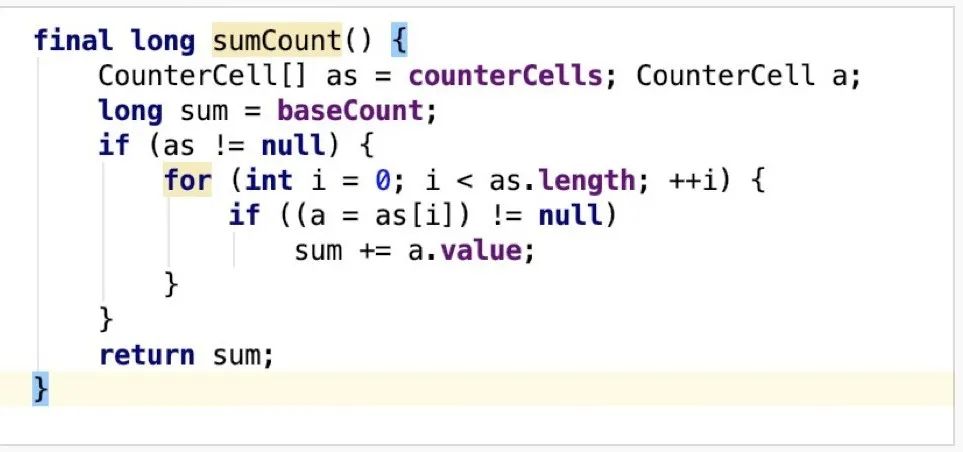 final long sumCount() {
    CounterCell[] as = counterCells; CounterCell a;
    long sum = baseCount;
    if (as != null) {
        for (int i = 0; i < as.length; ++i) {
            if ((a = as[i]) != null)
                sum += a.value;
        }
    }
    return sum;
}